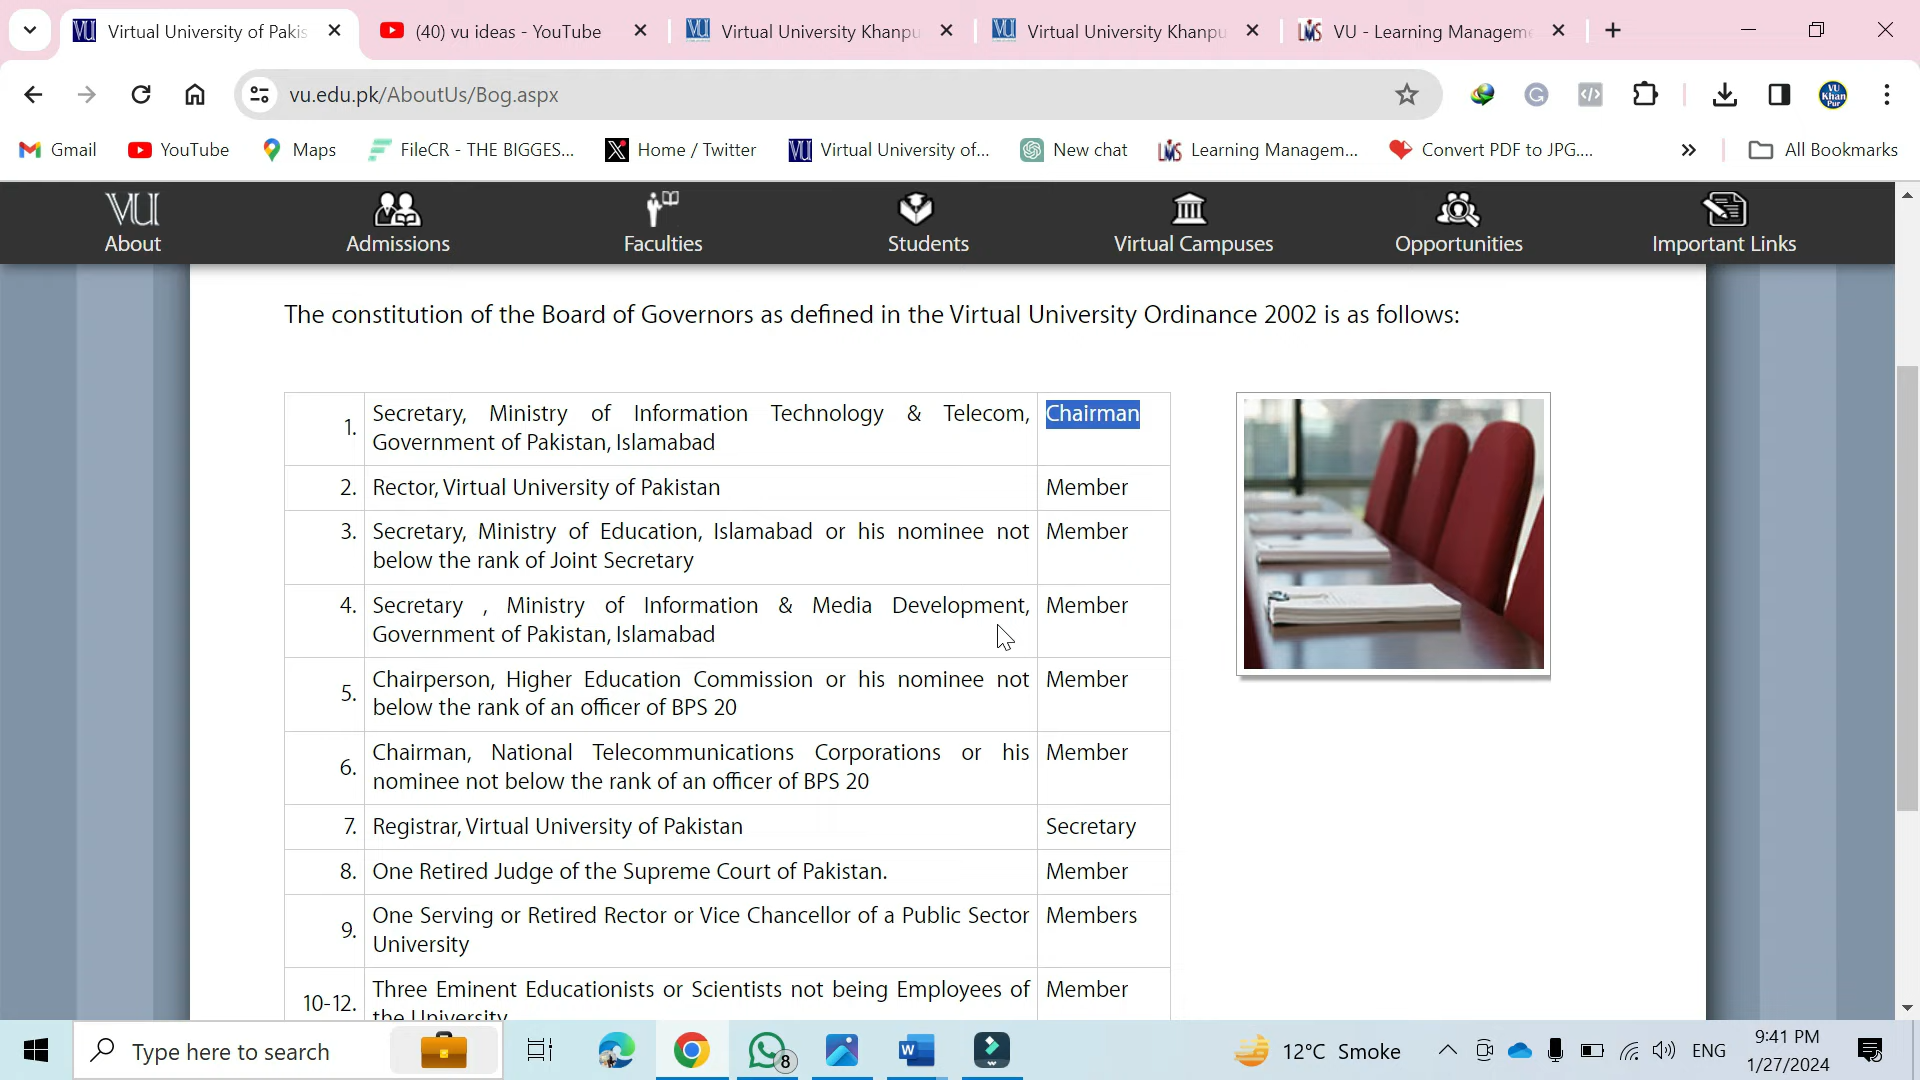 Virtual University of Pakis
(40) vu ideas - YouTube
Virtual University Khanpu
Virtual University Khanpu
VU - Learning Managem
vu.edu.pk/AboutUs/Bog.aspx
Gmail
YouTube
Maps
FileCR - THE BIGGES...
Home / Twitter
Virtual University of...
New chat
Learning Managem...
Convert PDF to JPG....
All Bookmarks
VU
About
Admissions
Faculties
Students
Virtual Campuses
Opportunities
Important Links
The constitution of the Board of Governors as defined in the Virtual University Ordinance 2002 is as follows:
1. Secretary, Ministry of Information Technology & Telecom, Chairman
Government of Pakistan, Islamabad
2. Rector, Virtual University of Pakistan Member
3. Secretary, Ministry of Education, Islamabad or his nominee not Member
below the rank of Joint Secretary
4. Secretary , Ministry of Information & Media Development, Member
Government of Pakistan, Islamabad
5. Chairperson, Higher Education Commission or his nominee not Member
below the rank of an officer of BPS 20
6. Chairman, National Telecommunications Corporations or his Member
nominee not below the rank of an officer of BPS 20
7. Registrar, Virtual University of Pakistan Secretary
8. One Retired Judge of the Supreme Court of Pakistan. Member
9. One Serving or Retired Rector or Vice Chancellor of a Public Sector Members
University
10-12. Three Eminent Educationists or Scientists not being Employees of Member
the University
Type here to search
8
12°C Smoke
ENG
9:41 PM
1/27/2024